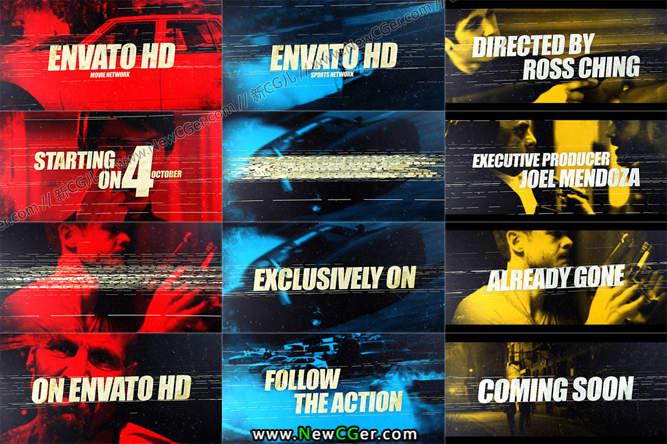 ENVATO HD
MOVIE NETWORK
ENVATO HD
SPORTS NETWORK
DIRECTED BY
ROSS CHING
STARTING
ON 4 OCTOBER
EXECUTIVE PRODUCER
JOEL MENDOZA
EXCLUSIVELY ON
ALREADY GONE
ON ENVATO HD
FOLLOW
THE ACTION
COMING SOON
www.NewCGer.com